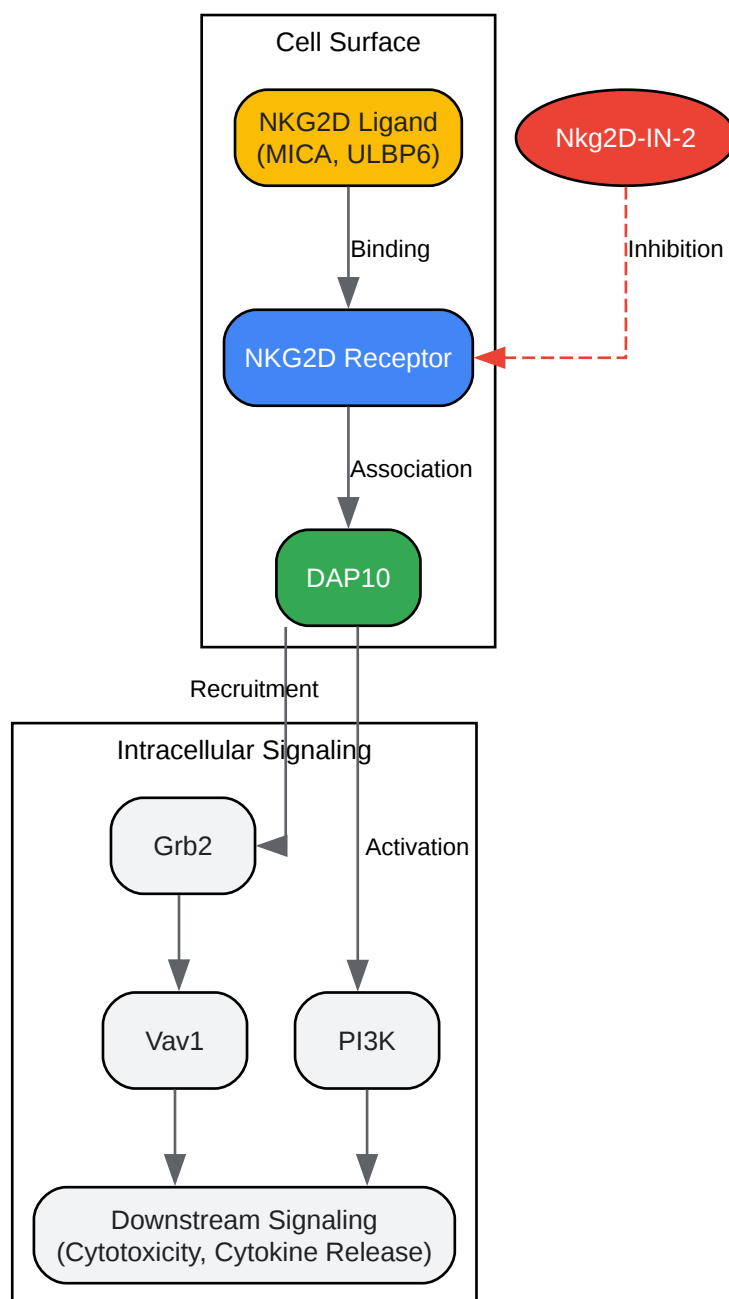 Cell Surface
NKG2D Ligand
(MICA, ULBP6)
Nkg2D-IN-2
Binding
Inhibition
NKG2D Receptor
Association
DAP10
Recruitment
Intracellular Signaling
Grb2
Activation
Vav1
PI3K
Downstream Signaling
(Cytotoxicity, Cytokine Release)